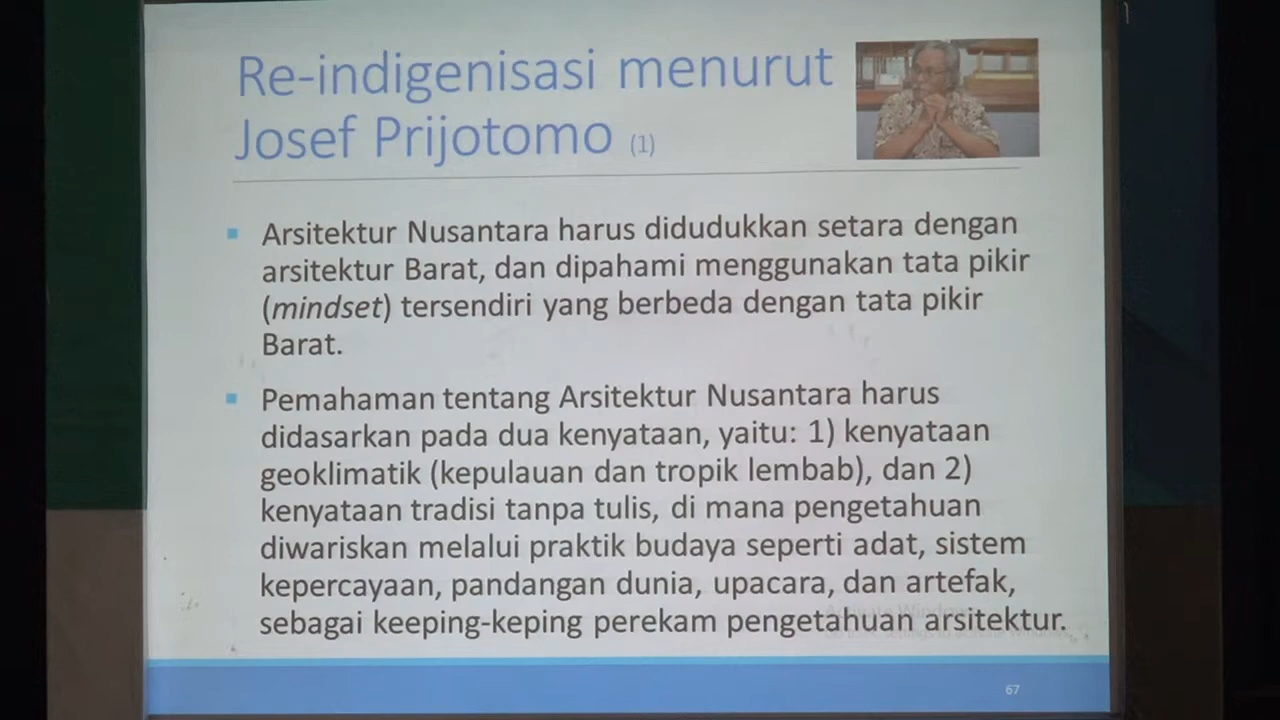 Re-indigenisasi menurut
Josef Prijotomo (1)
Arsitektur Nusantara harus didudukkan setara dengan
arsitektur Barat, dan dipahami menggunakan tata pikir
(mindset) tersendiri yang berbeda dengan tata pikir
Barat.
Pemahaman tentang Arsitektur Nusantara harus
didasarkan pada dua kenyataan, yaitu: 1) kenyataan
geoklimatik (kepulauan dan tropik lembab), dan 2)
kenyataan tradisi tanpa tulis, di mana pengetahuan
diwariskan melalui praktik budaya seperti adat, sistem
kepercayaan, pandangan dunia, upacara, dan artefak,
sebagai keeping-keping perekam pengetahuan arsitektur.
Activate Windows
67